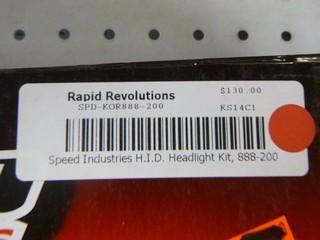 Rapid Revolutions $130.00
SPD-KOR888-200 KS14C1
Speed Industries H.I.D. Headlight Kit, 888-200